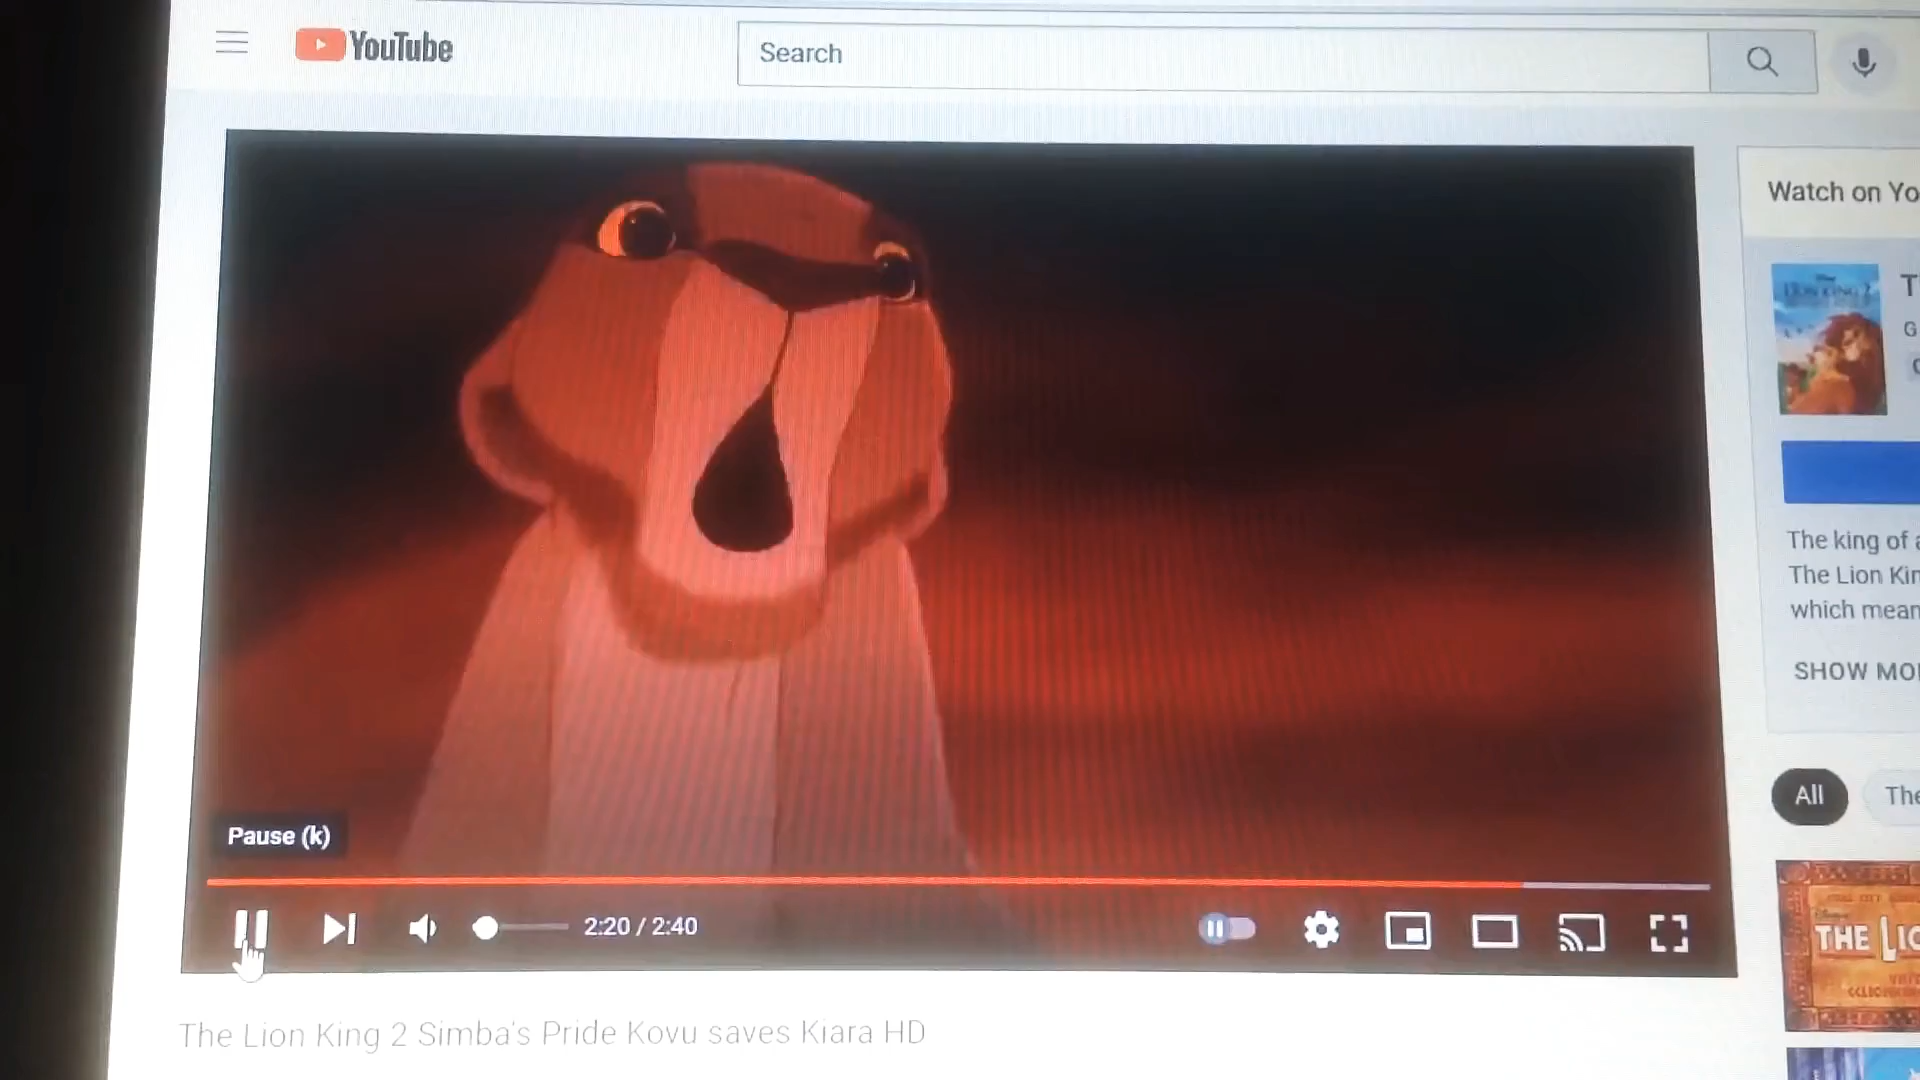 YouTube
Search
Watch on Yo
T
G
The king of a
The Lion Kin
which mean
SHOW MO
All
The
Pause (k)
2:20 / 2:40
THE LIO
The Lion King 2 Simba's Pride Kovu saves Kiara HD